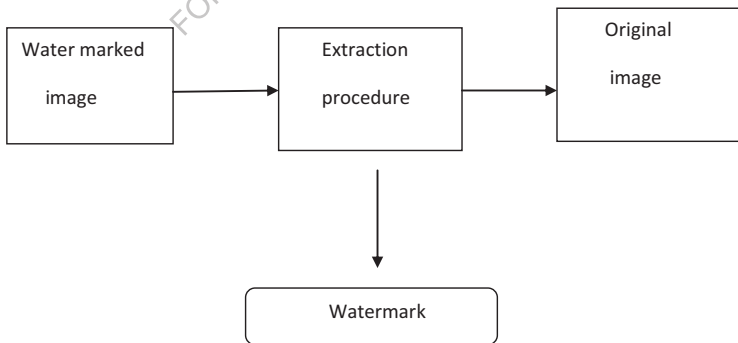 Water marked
image
Extraction
procedure
Original
image
Watermark